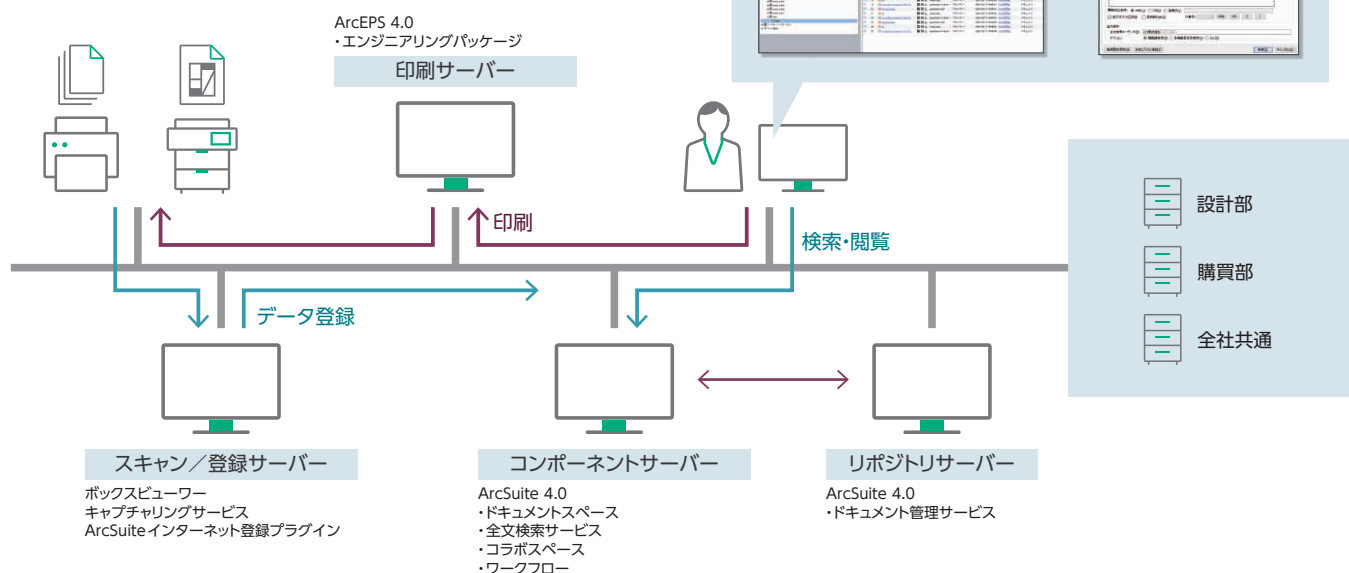 ArcEPS 4.0
・エンジニアリングパッケージ
印刷サーバー
印刷
検索・閲覧
設計部
購買部
全社共通
データ登録
スキャン／登録サーバー
ボックスビューワー
キャプチャリングサービス
ArcSuiteインターネット登録プラグイン
コンポーネントサーバー
ArcSuite 4.0
・ドキュメントスペース
・全文検索サービス
・コラボスペース
・ワークフロー
リポジトリサーバー
ArcSuite 4.0
・ドキュメント管理サービス